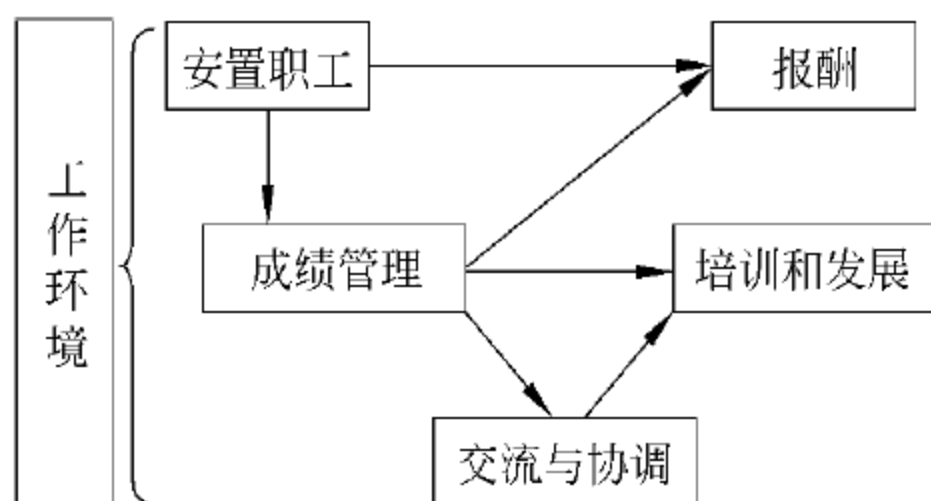 工作环境
安置职工
报酬
成绩管理
培训和发展
交流与协调